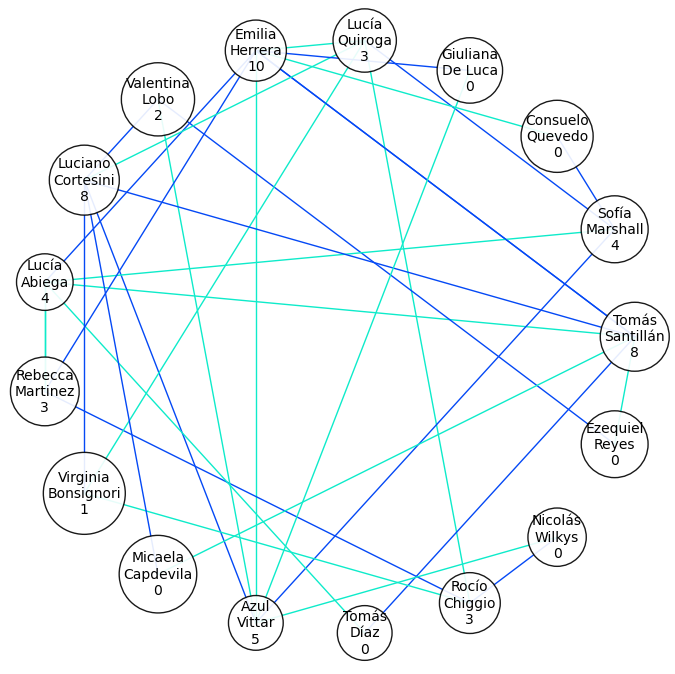 Lucía
Quiroga
3
Emilia
Herrera
10
Giuliana
De Luca
0
Valentina
Lobo
2
Consuelo
Quevedo
0
Luciano
Cortesini
8
Sofía
Marshall
4
Lucía
Abiega
4
Tomás
Santillán
8
Rebecca
Martinez
3
Ezequiel
Reyes
0
Virginia
Bonsignori
1
Nicolás
Wilkys
0
Micaela
Capdevila
0
Rocío
Chiggio
3
Azul
Vittar
5
Tomás
Díaz
0